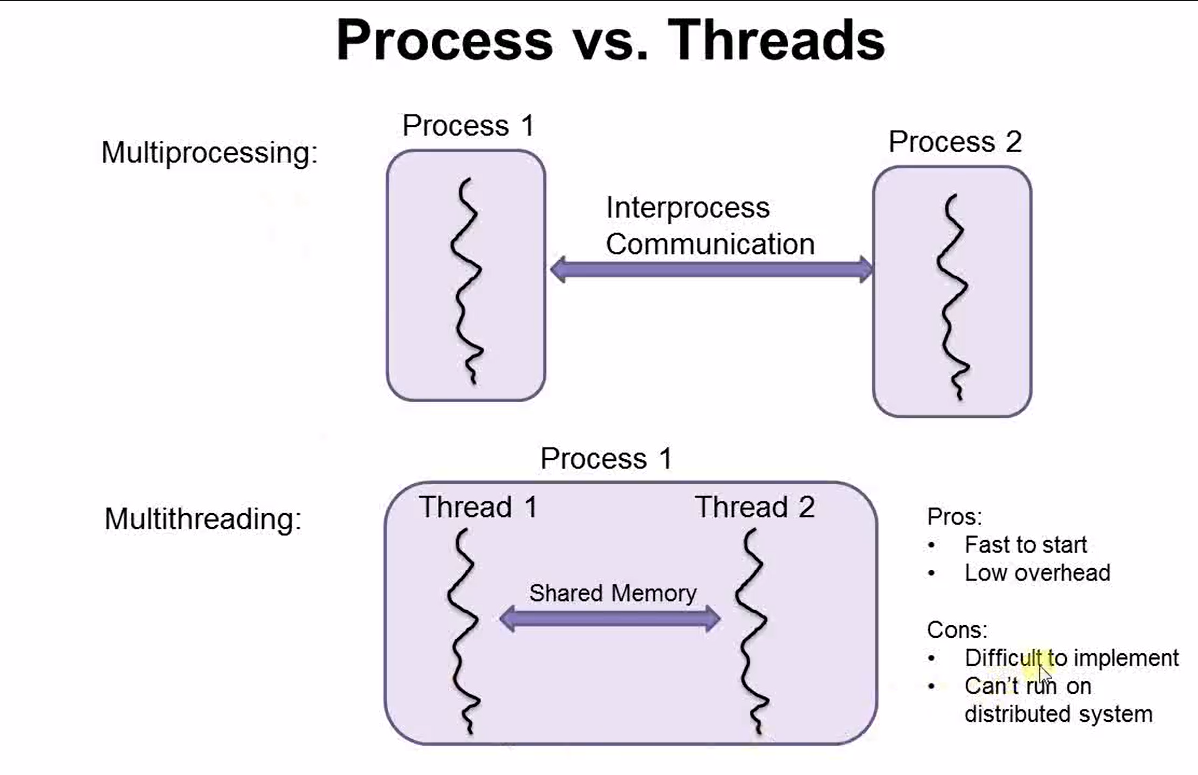 Process vs. Threads
Multiprocessing:
Process 1
Process 2
Interprocess
Communication
Process 1
Multithreading:
Thread 1
Thread 2
Shared Memory
Pros:
• Fast to start
• Low overhead
Cons:
• Difficult to implement
• Can't run on
distributed system